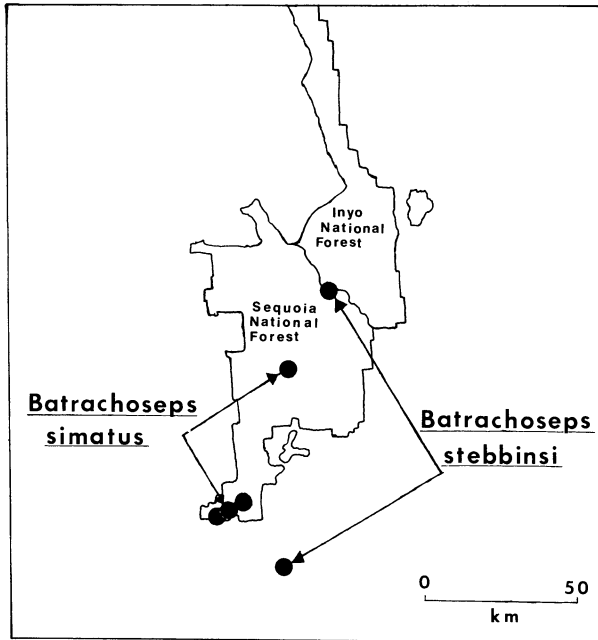 Inyo
National
Forest
Sequoia
National
Forest
Batrachoseps
simatus
Batrachoseps
stebbinsi
0 50
km